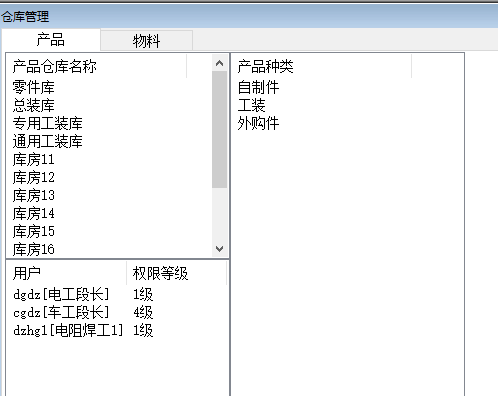 仓库管理
产品 物料
产品仓库名称
零件库
总装库
专用工装库
通用工装库
库房11
库房12
库房13
库房14
库房15
库房16
产品种类
自制件
工装
外购件
用户 权限等级
dgdz[电工段长] 1级
cgdz[车工段长] 4级
dzhg1[电阻焊工1] 1级